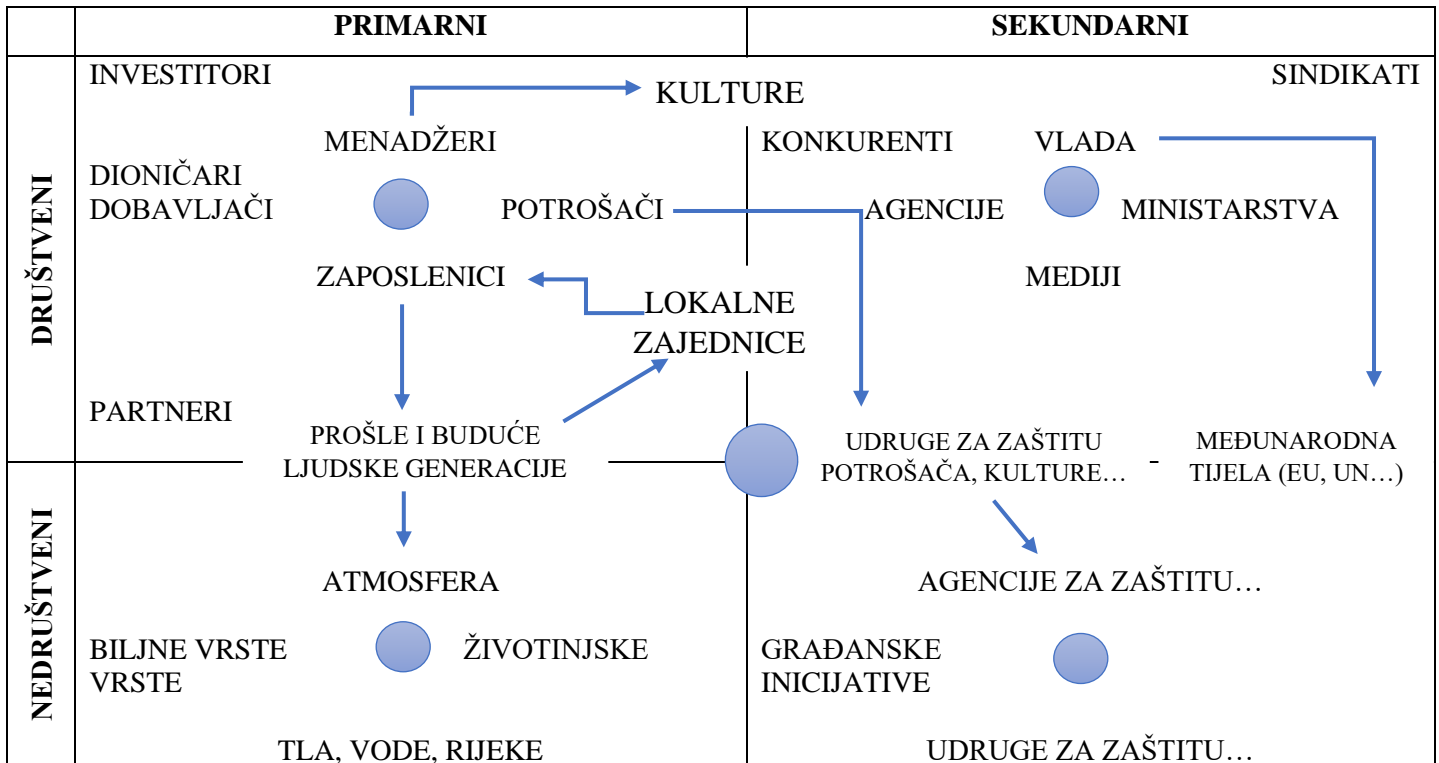 PRIMARNI
SEKUNDARNI
DRUŠTVENI
INVESTITORI
SINDIKATI
KULTURE
MENADŽERI
KONKURENTI
VLADA
DIONIČARI
DOBAVLJAČI
POTROŠAČI
AGENCIJE
MINISTARSTVA
ZAPOSLENICI
MEDIJI
LOKALNE
ZAJEDNICE
PARTNERI
PROŠLE I BUDUĆE
LJUDSKE GENERACIJE
UDRUGE ZA ZAŠTITU
POTROŠAČA, KULTURE…
-
MEĐUNARODNA
TIJELA (EU, UN…)
NEDRUŠTVENI
ATMOSFERA
AGENCIJE ZA ZAŠTITU…
BILJNE VRSTE
ŽIVOTINJSKE
VRSTE
GRAĐANSKE
INICIJATIVE
TLA, VODE, RIJEKE
UDRUGE ZA ZAŠTITU…